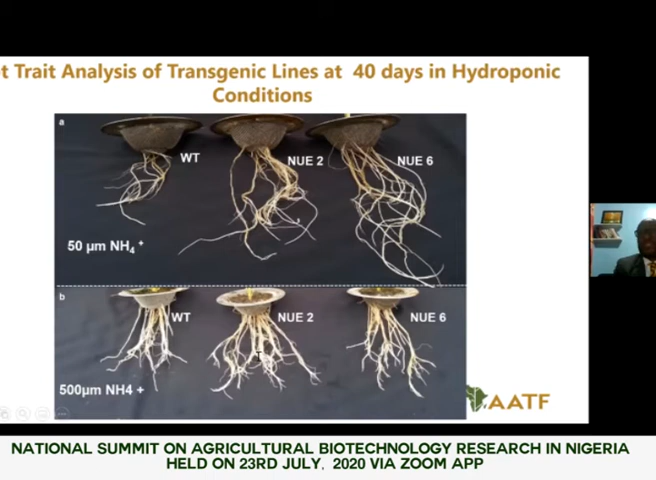 t Trait Analysis of Transgenic Lines at 40 days in Hydroponic
Conditions
a
WT
NUE 2
NUE 6
50 µm NH₄ ⁺
b
WT
NUE 2
NUE 6
500µm NH4 +
AATF
NATIONAL SUMMIT ON AGRICULTURAL BIOTECHNOLOGY RESEARCH IN NIGERIA
HELD ON 23RD JULY, 2020 VIA ZOOM APP